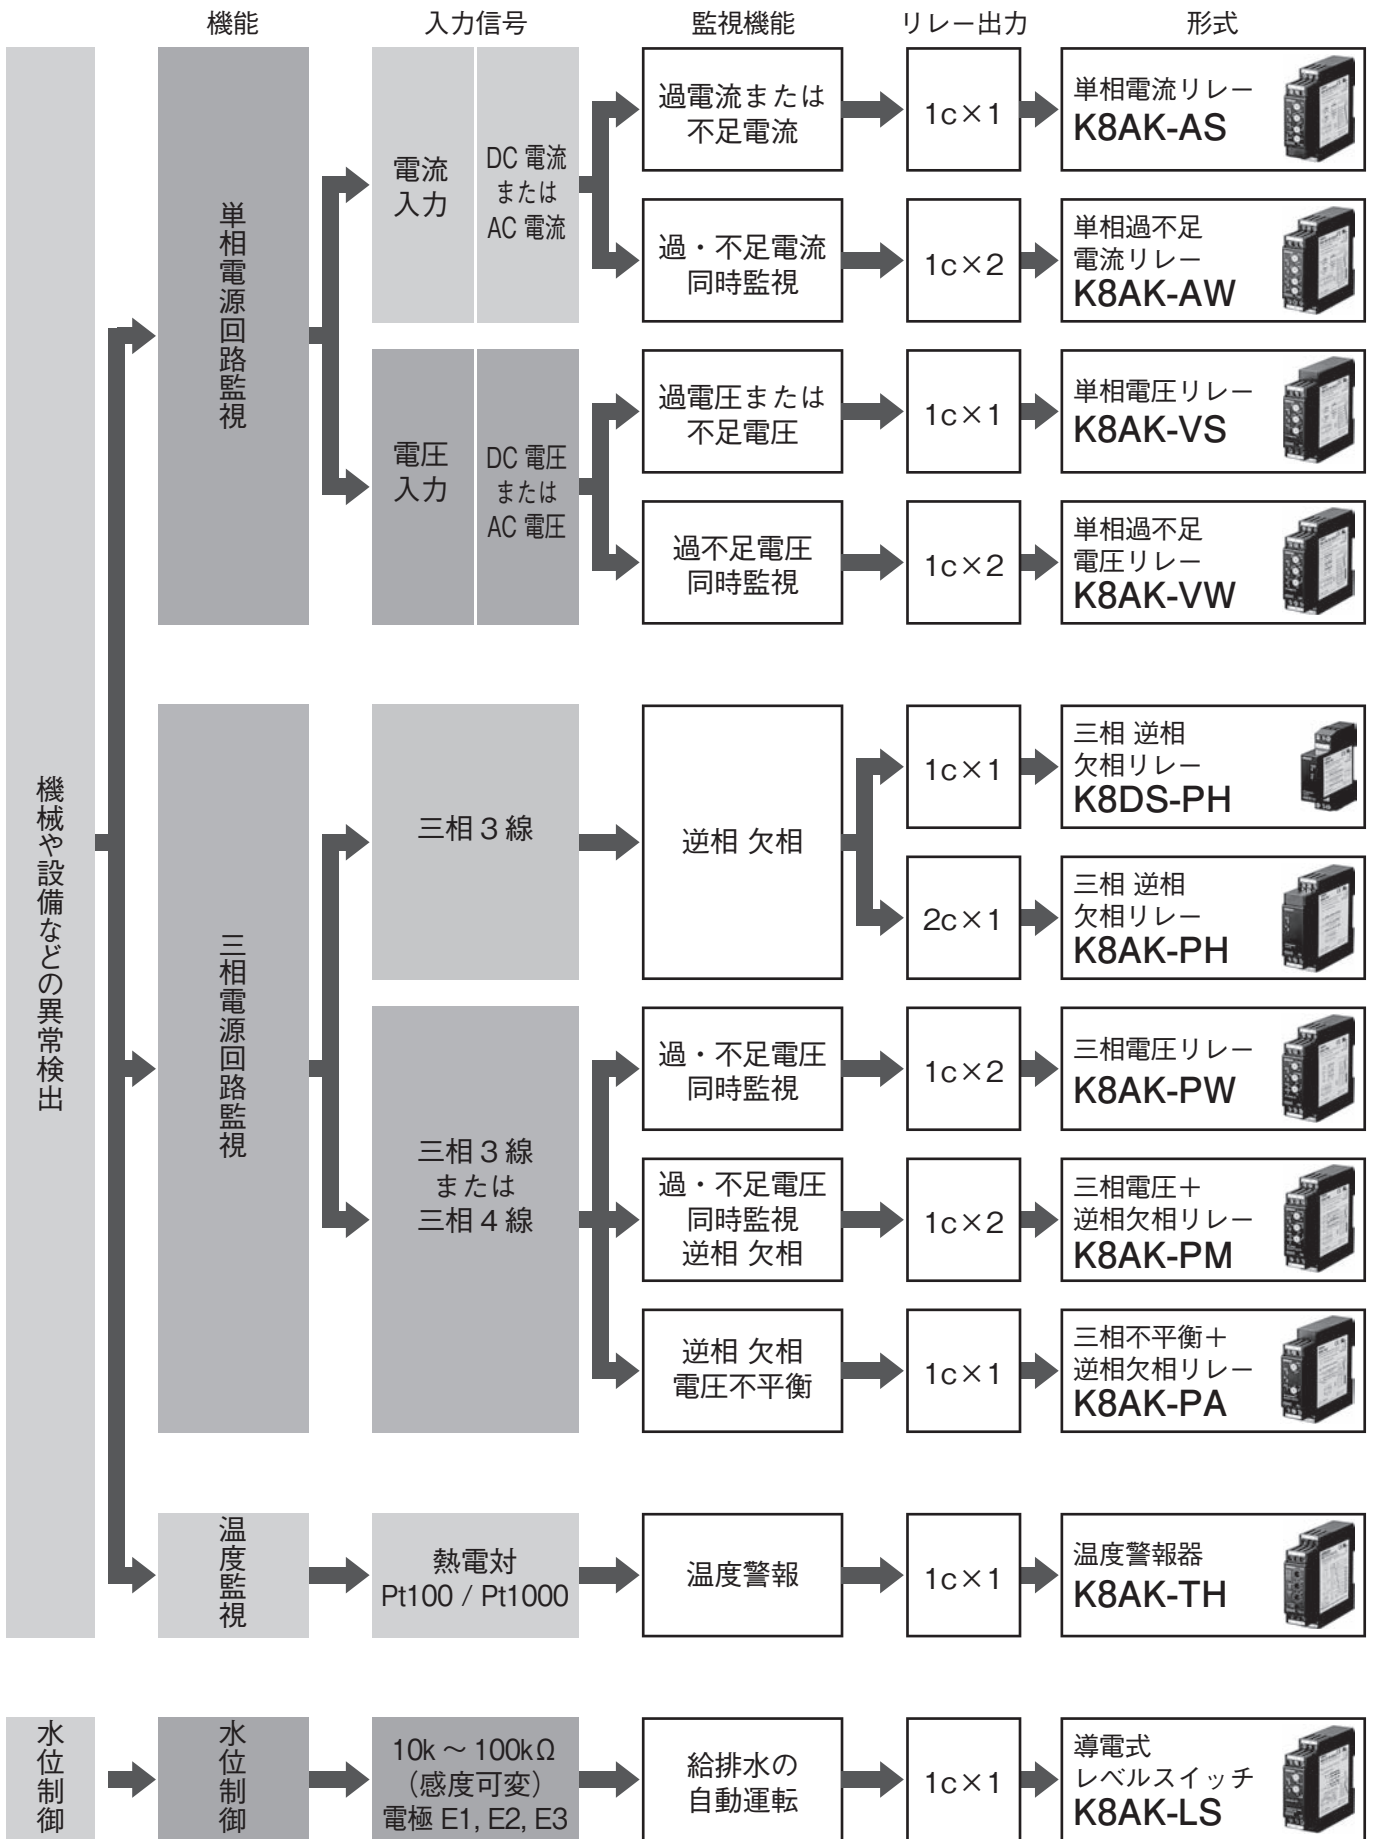 機能
入力信号
監視機能
リレー出力
形式
機械や設備などの異常検出
単相電源回路監視
電流
入力
DC 電流
または
AC 電流
過電流または
不足電流
1c×1
単相電流リレー
K8AK-AS
過・不足電流
同時監視
1c×2
単相過不足
電流リレー
K8AK-AW
電圧
入力
DC 電圧
または
AC 電圧
過電圧または
不足電圧
1c×1
単相電圧リレー
K8AK-VS
過不足電圧
同時監視
1c×2
単相過不足
電圧リレー
K8AK-VW
三相電源回路監視
三相 3 線
逆相 欠相
1c×1
三相 逆相
欠相リレー
K8DS-PH
2c×1
三相 逆相
欠相リレー
K8AK-PH
三相 3 線
または
三相 4 線
過・不足電圧
同時監視
1c×2
三相電圧リレー
K8AK-PW
過・不足電圧
同時監視
逆相 欠相
1c×2
三相電圧＋
逆相欠相リレー
K8AK-PM
逆相 欠相
電圧不平衡
1c×1
三相不平衡＋
逆相欠相リレー
K8AK-PA
温度監視
熱電対
Pt100 / Pt1000
温度警報
1c×1
温度警報器
K8AK-TH
水位制御
水位制御
10k ～ 100kΩ
（感度可変）
電極 E1, E2, E3
給排水の
自動運転
1c×1
導電式
レベルスイッチ
K8AK-LS